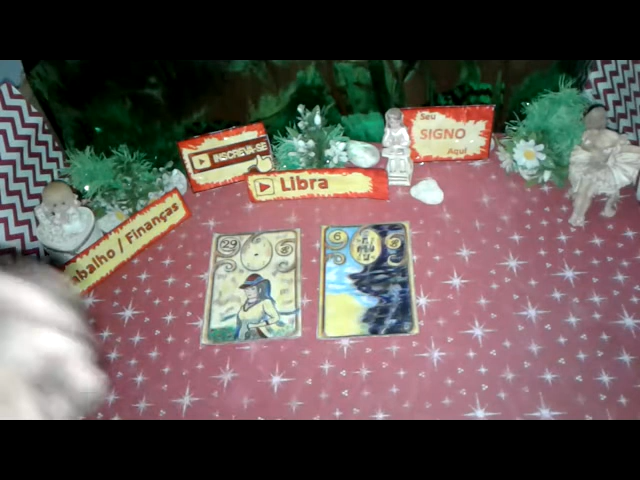 INSCREVA-SE
Libra
Seu
SIGNO
Aqui
abalho / Finanças
29
6